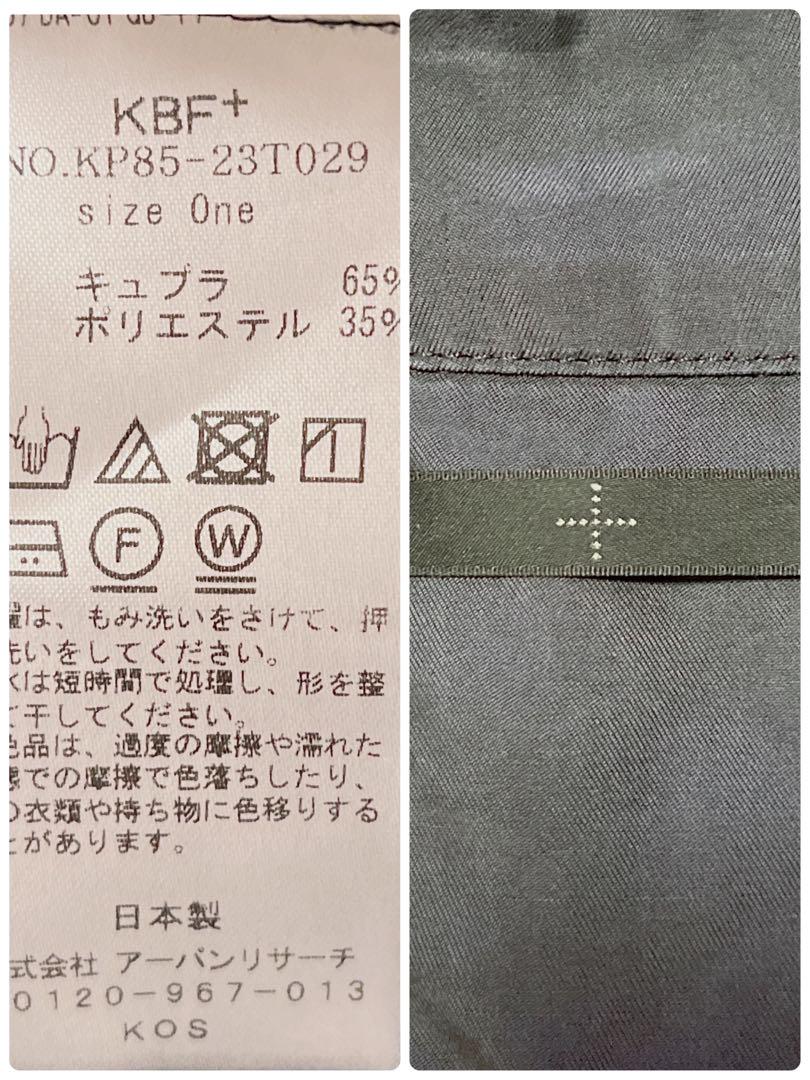 KBF+
NO.KP85-23T029
size One
キュプラ 65%
ポリエステル 35%
F
W
は、もみ洗いをさけて、押
洗いをしてください。
は短時間で処理し、形を整
て干してください。
色品は、過度の摩擦や濡れた
態での摩擦で色落ちしたり、
の衣類や持ち物に色移りする
とがあります。
日本製
式会社 アーバンリサーチ
0120-967-013
KOS